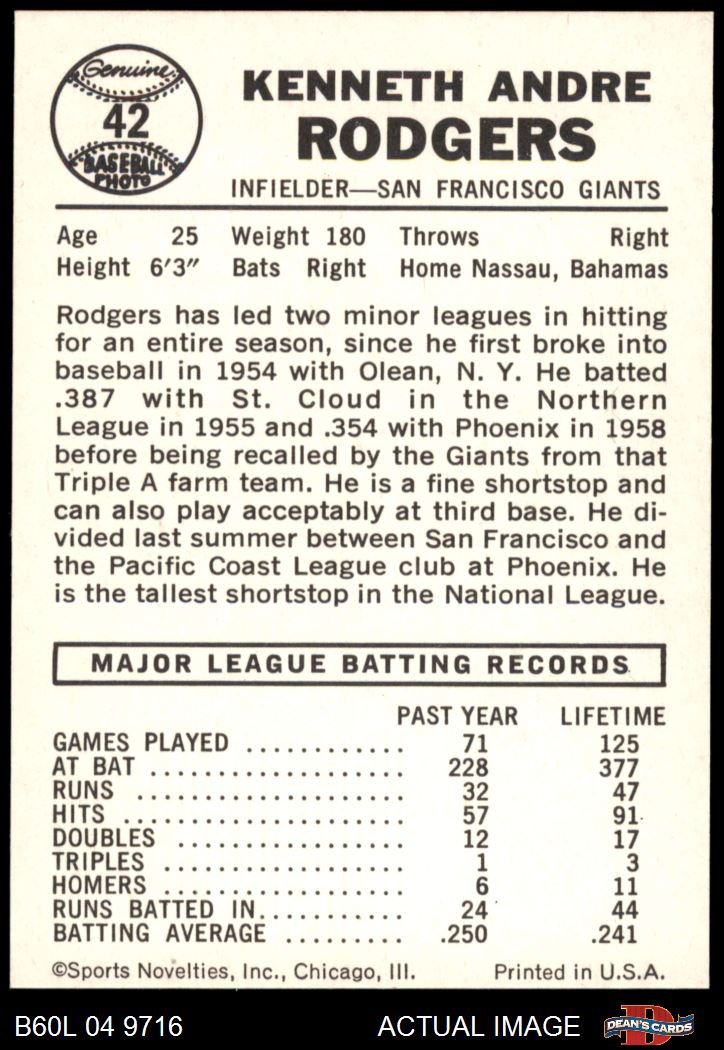 Genuine
42
BASEBALL
PHOTO
KENNETH ANDRE
RODGERS
INFIELDER—SAN FRANCISCO GIANTS
Age 25 Weight 180 Throws Right
Height 6'3" Bats Right Home Nassau, Bahamas
Rodgers has led two minor leagues in hitting
for an entire season, since he first broke into
baseball in 1954 with Olean, N. Y. He batted
.387 with St. Cloud in the Northern
League in 1955 and .354 with Phoenix in 1958
before being recalled by the Giants from that
Triple A farm team. He is a fine shortstop and
can also play acceptably at third base. He di-
vided last summer between San Francisco and
the Pacific Coast League club at Phoenix. He
is the tallest shortstop in the National League.
MAJOR LEAGUE BATTING RECORDS
PAST YEAR LIFETIME
GAMES PLAYED ............ 71 125
AT BAT .................... 228 377
RUNS ..................... 32 47
HITS ...................... 57 91
DOUBLES .................. 12 17
TRIPLES ................... 1 3
HOMERS ................... 6 11
RUNS BATTED IN............ 24 44
BATTING AVERAGE ......... .250 .241
©Sports Novelties, Inc., Chicago, Ill. Printed in U.S.A.
B60L 04 9716 ACTUAL IMAGE D DEAN'S CARDS